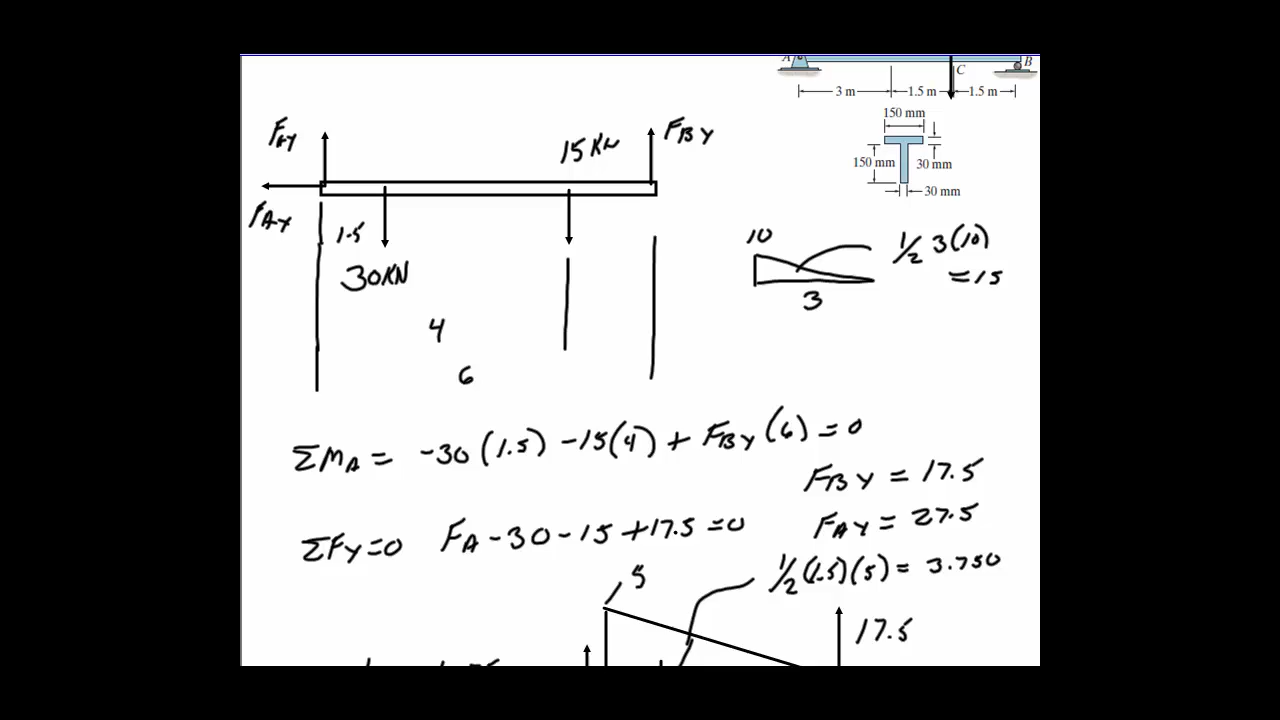 A
C
B
3 m
1.5 m
1.5 m
150 mm
150 mm
30 mm
30 mm
FAY
15 KN
FBY
FAY
1.5
30KN
4
6
10
3
1/2 3(10)
=15
ΣMA = -30(1.5) -15(4) + FBY(6) = 0
FBY = 17.5
FAY = 27.5
ΣFY=0 FA-30-15+17.5=0
1/2(1.5)(5) = 3.750
5
17.5